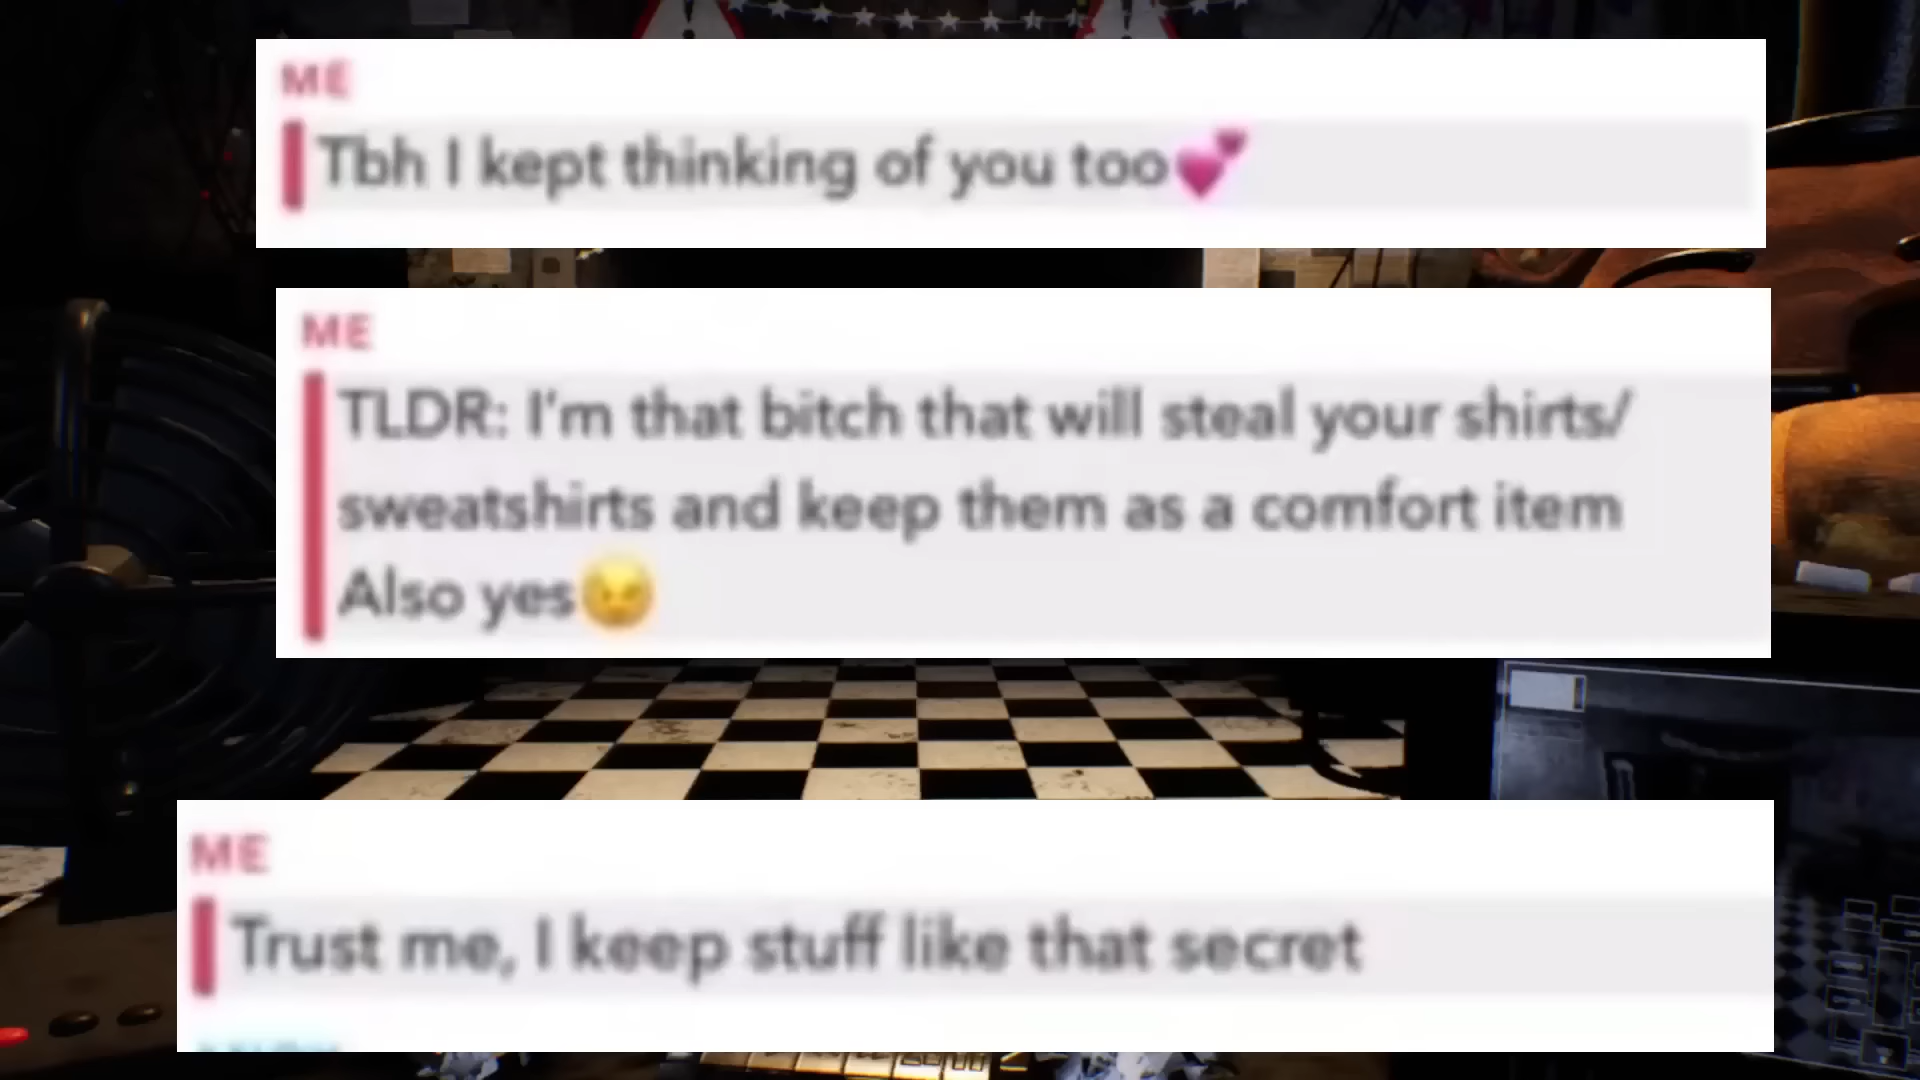 ME
Tbh I kept thinking of you too💕
ME
TLDR: I'm that bitch that will steal your shirts/
sweatshirts and keep them as a comfort item
Also yes😉
ME
Trust me, I keep stuff like that secret